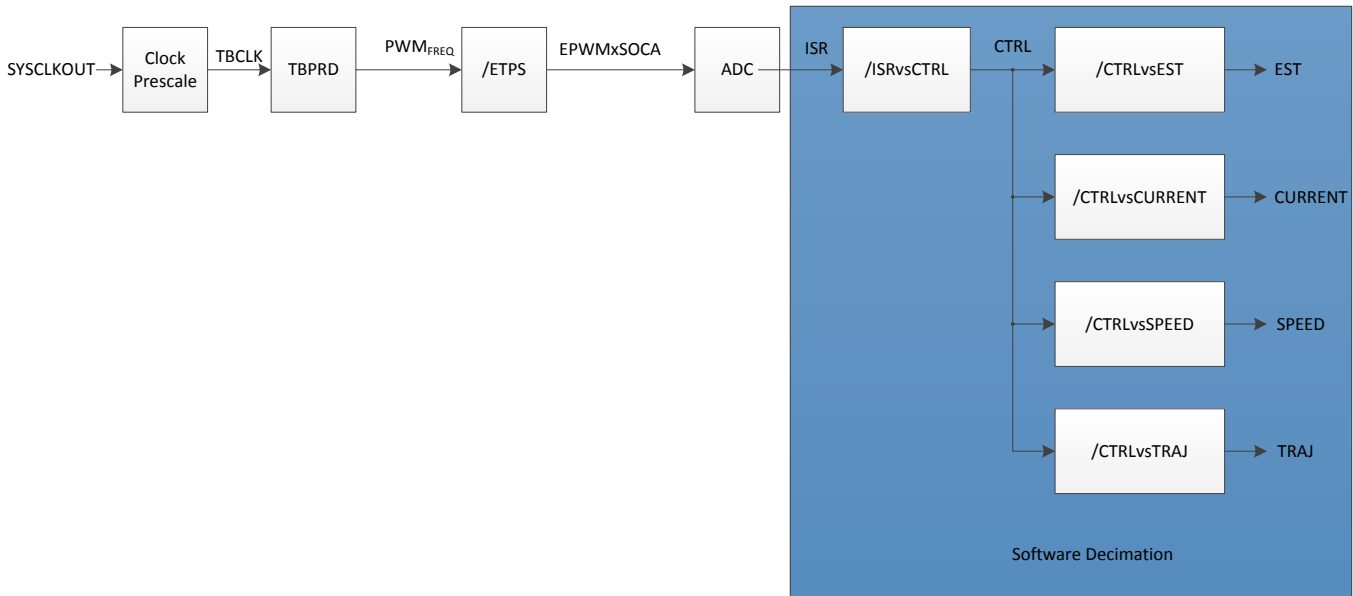 SYSCLKOUT
Clock
Prescale
TBCLK
TBPRD
PWMFREQ
/ETPS
EPWMxSOCA
ADC
ISR
/ISRvsCTRL
CTRL
/CTRLvsEST
EST
/CTRLvsCURRENT
CURRENT
/CTRLvsSPEED
SPEED
/CTRLvsTRAJ
TRAJ
Software Decimation